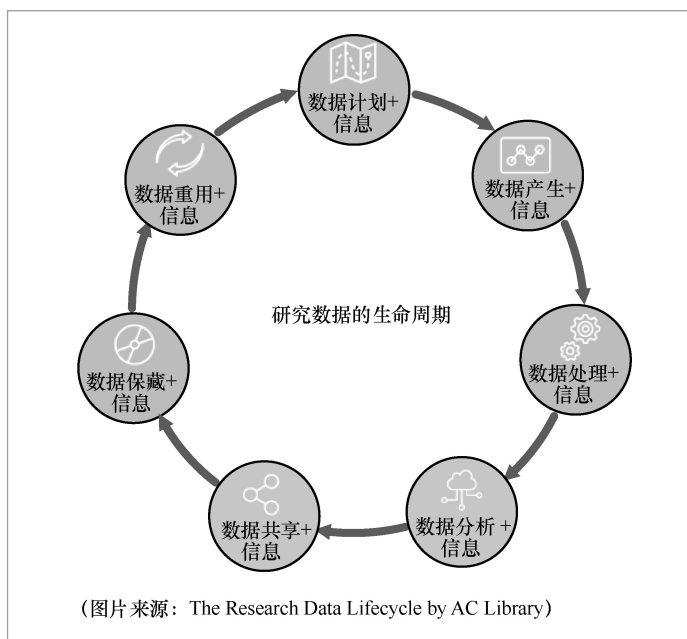 数据计划+
信息
数据产生+
信息
数据处理+
信息
数据分析 +
信息
数据共享+
信息
数据保藏+
信息
数据重用+
信息
研究数据的生命周期
（图片来源：The Research Data Lifecycle by AC Library）